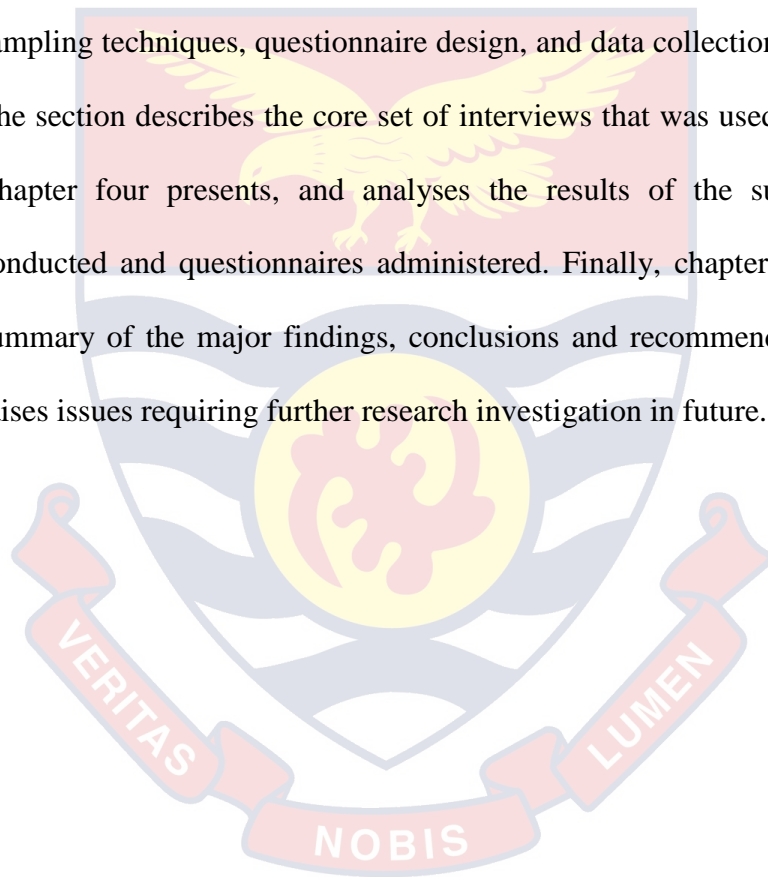 ampling techniques, questionnaire design, and data collection
he section describes the core set of interviews that was used
hapter four presents, and analyses the results of the su
onducted and questionnaires administered. Finally, chapter
ummary of the major findings, conclusions and recommend
ises issues requiring further research investigation in future.
VERITAS
NOBIS
LUMEN